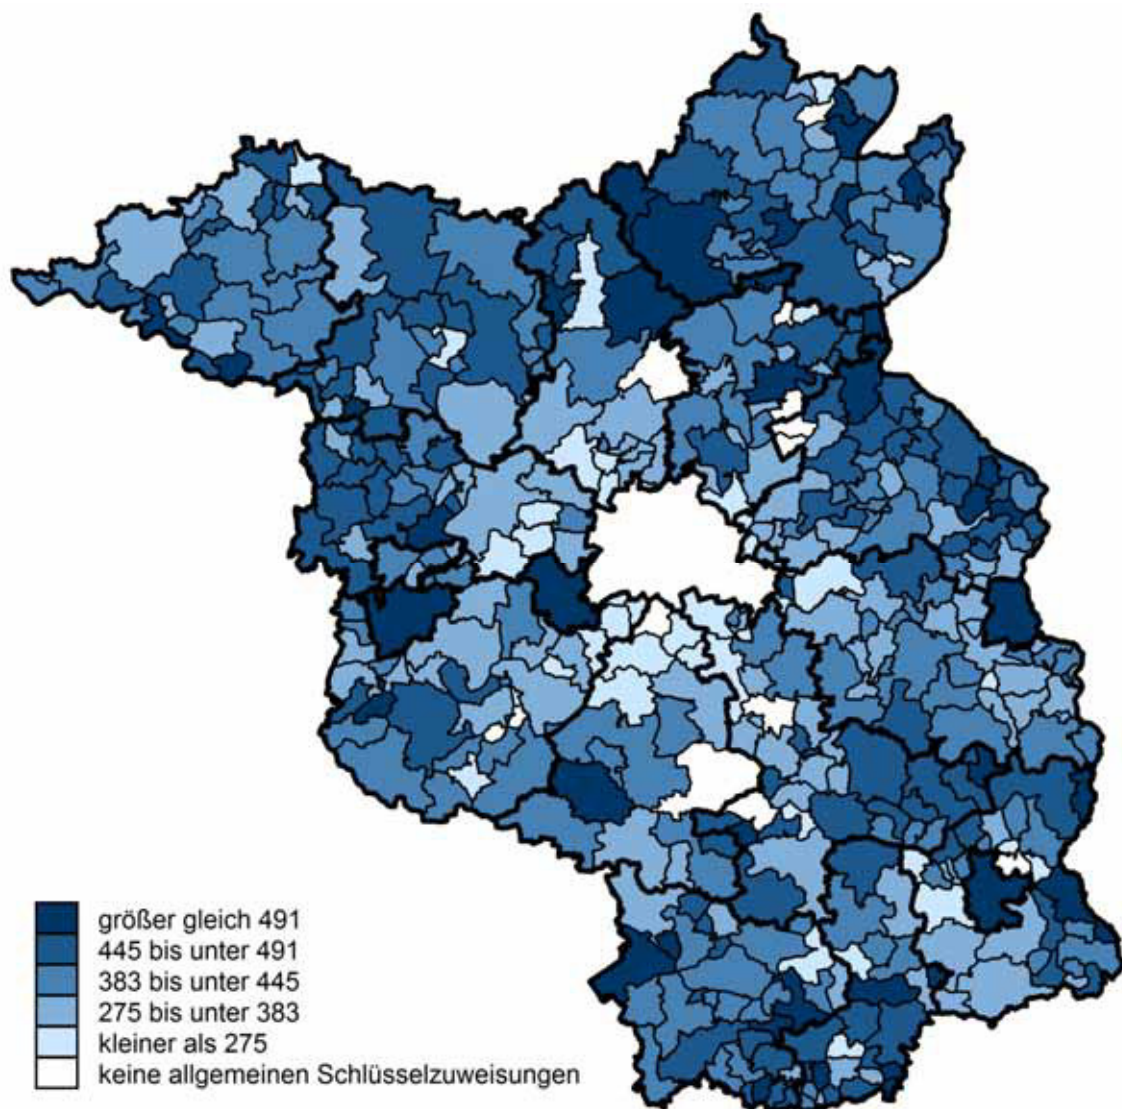 größer gleich 491
445 bis unter 491
383 bis unter 445
275 bis unter 383
kleiner als 275
keine allgemeinen Schlüsselzuweisungen